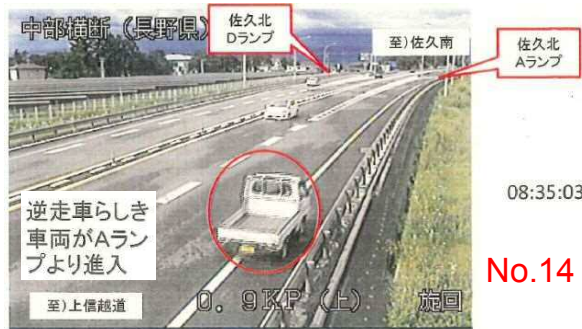 中部横断（長野県）
佐久北
Dランプ
至)佐久南
佐久北
Aランプ
08:35:03
逆走車らしき
車両がAラン
プより進入
No.14
至)上信越道
0.9KP（上）
旋回